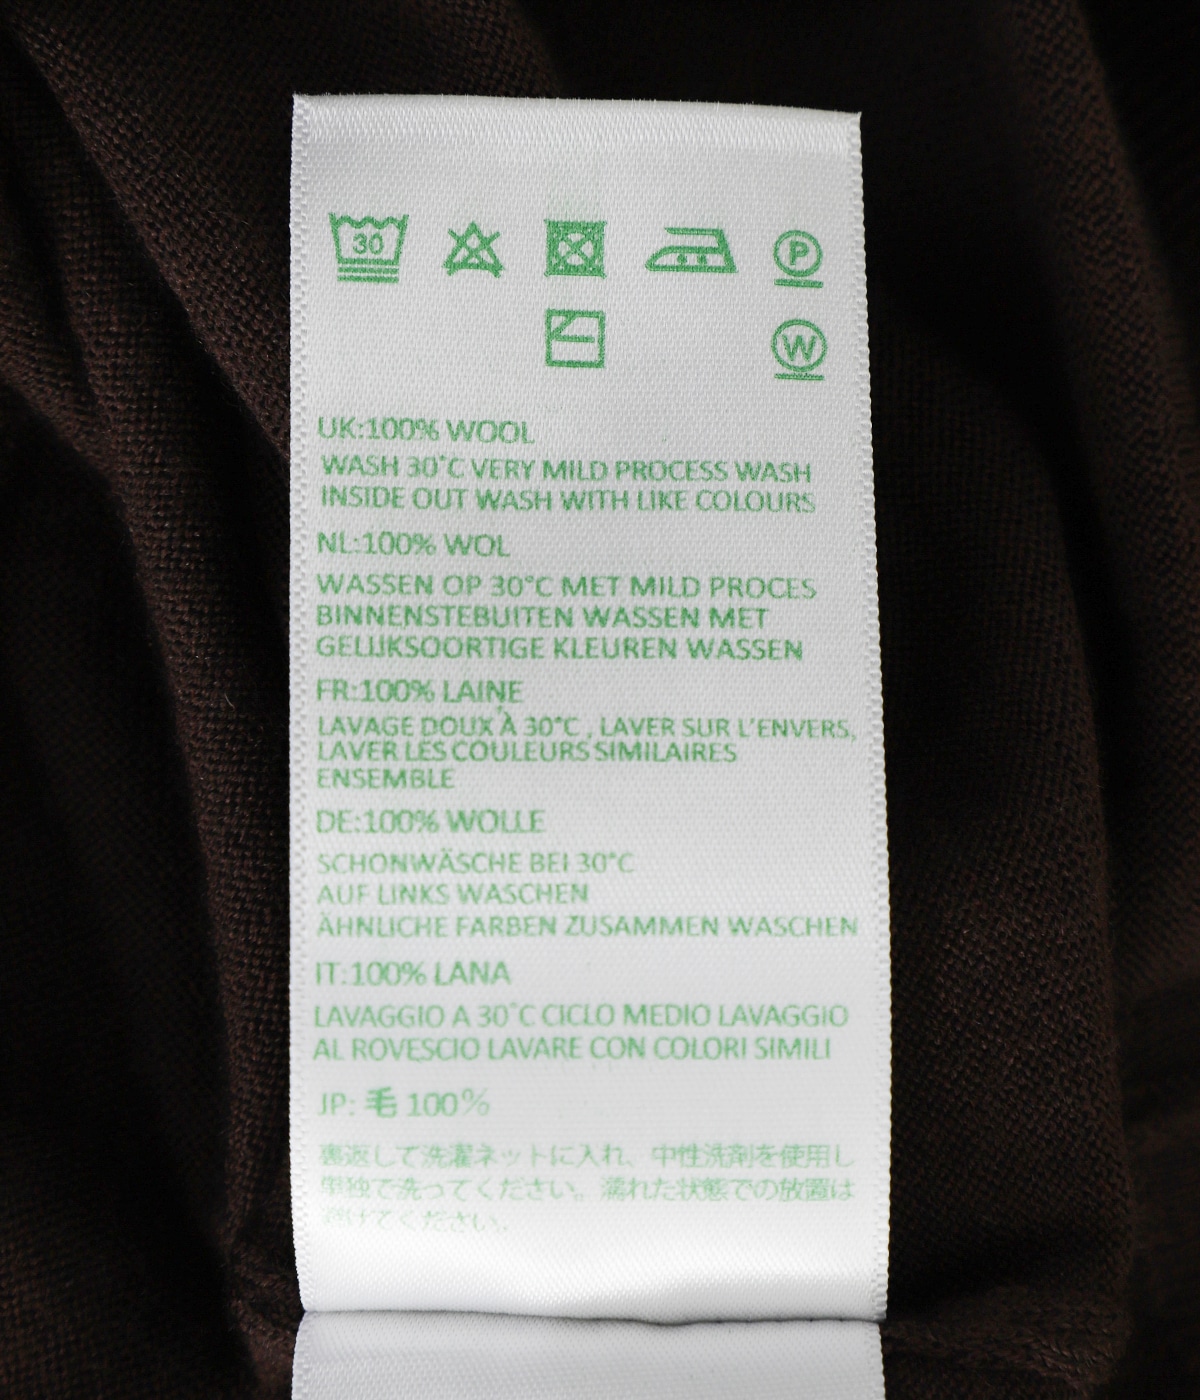 30
P
W
UK:100% WOOL
WASH 30°C VERY MILD PROCESS WASH
INSIDE OUT WASH WITH LIKE COLOURS
NL:100% WOL
WASSEN OP 30°C MET MILD PROCES
BINNENSTEBUITEN WASSEN MET
GELIJKSOORTIGE KLEUREN WASSEN
FR:100% LAINE
LAVAGE DOUX À 30°C , LAVER SUR L'ENVERS,
LAVER LES COULEURS SIMILAIRES
ENSEMBLE
DE:100% WOLLE
SCHONWÄSCHE BEI 30°C
AUF LINKS WASCHEN
ÄHNLICHE FARBEN ZUSAMMEN WASCHEN
IT:100% LANA
LAVAGGIO A 30°C CICLO MEDIO LAVAGGIO
AL ROVESCIO LAVARE CON COLORI SIMILI
JP: 毛 100%
裏返して洗濯ネットに入れ、中性洗剤を使用し
単独で洗ってください。濡れた状態での放置は
避けてください。